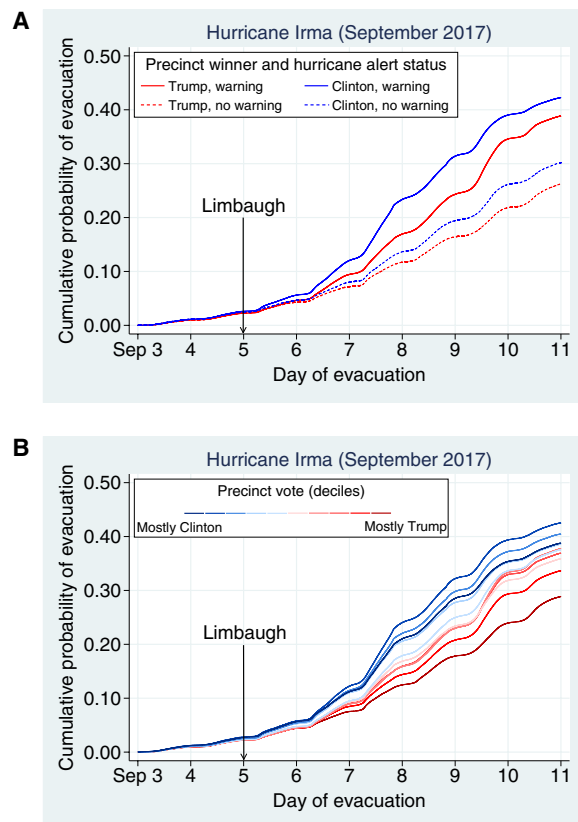 A
Hurricane Irma (September 2017)
Cumulative probability of evacuation
0.50
0.40
0.30
0.20
0.10
0.00
Precinct winner and hurricane alert status
Trump, warning Clinton, warning
Trump, no warning Clinton, no warning
Limbaugh
Sep 3 4 5 6 7 8 9 10 11
Day of evacuation
B
Hurricane Irma (September 2017)
Cumulative probability of evacuation
0.50
0.40
0.30
0.20
0.10
0.00
Precinct vote (deciles)
Mostly Clinton Mostly Trump
Limbaugh
Sep 3 4 5 6 7 8 9 10 11
Day of evacuation